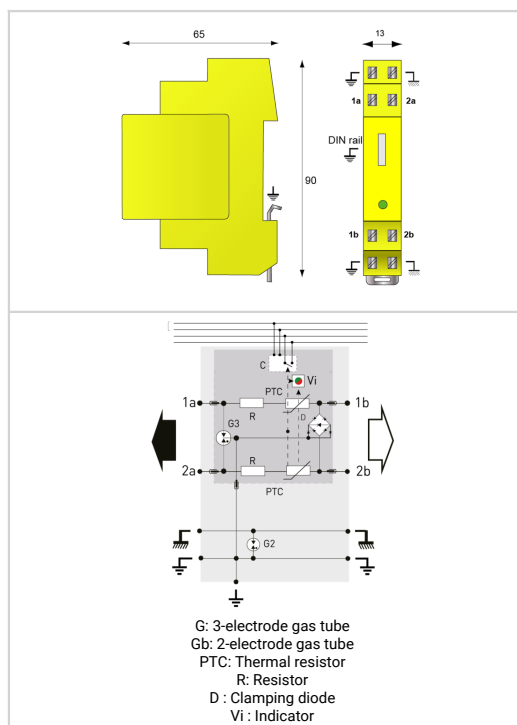 65
13
1a
2a
DIN rail
90
1b
2b
C
Vi
PTC
1a
R
D
1b
G3
R
2a
2b
PTC
G2
G: 3-electrode gas tube
Gb: 2-electrode gas tube
PTC: Thermal resistor
R: Resistor
D : Clamping diode
Vi : Indicator